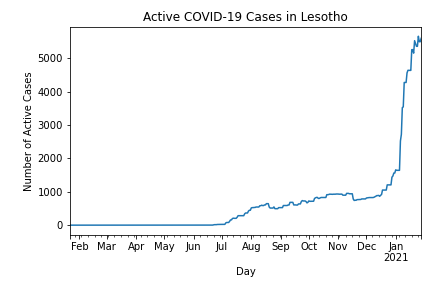 Active COVID-19 Cases in Lesotho
Number of Active Cases
5000
4000
3000
2000
1000
0
Feb Mar Apr May Jun Jul Aug Sep Oct Nov Dec Jan
2021
Day